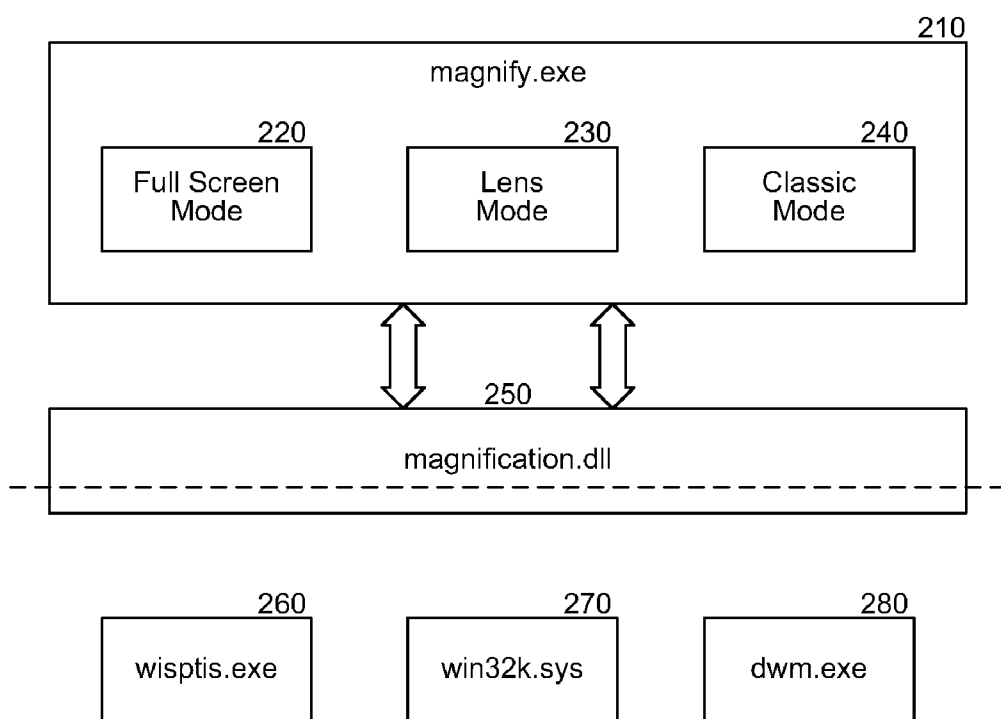 210
magnify.exe
220
230
240
Full Screen
Mode
Lens
Mode
Classic
Mode
250
magnification.dll
260
270
280
wisptis.exe
win32k.sys
dwm.exe